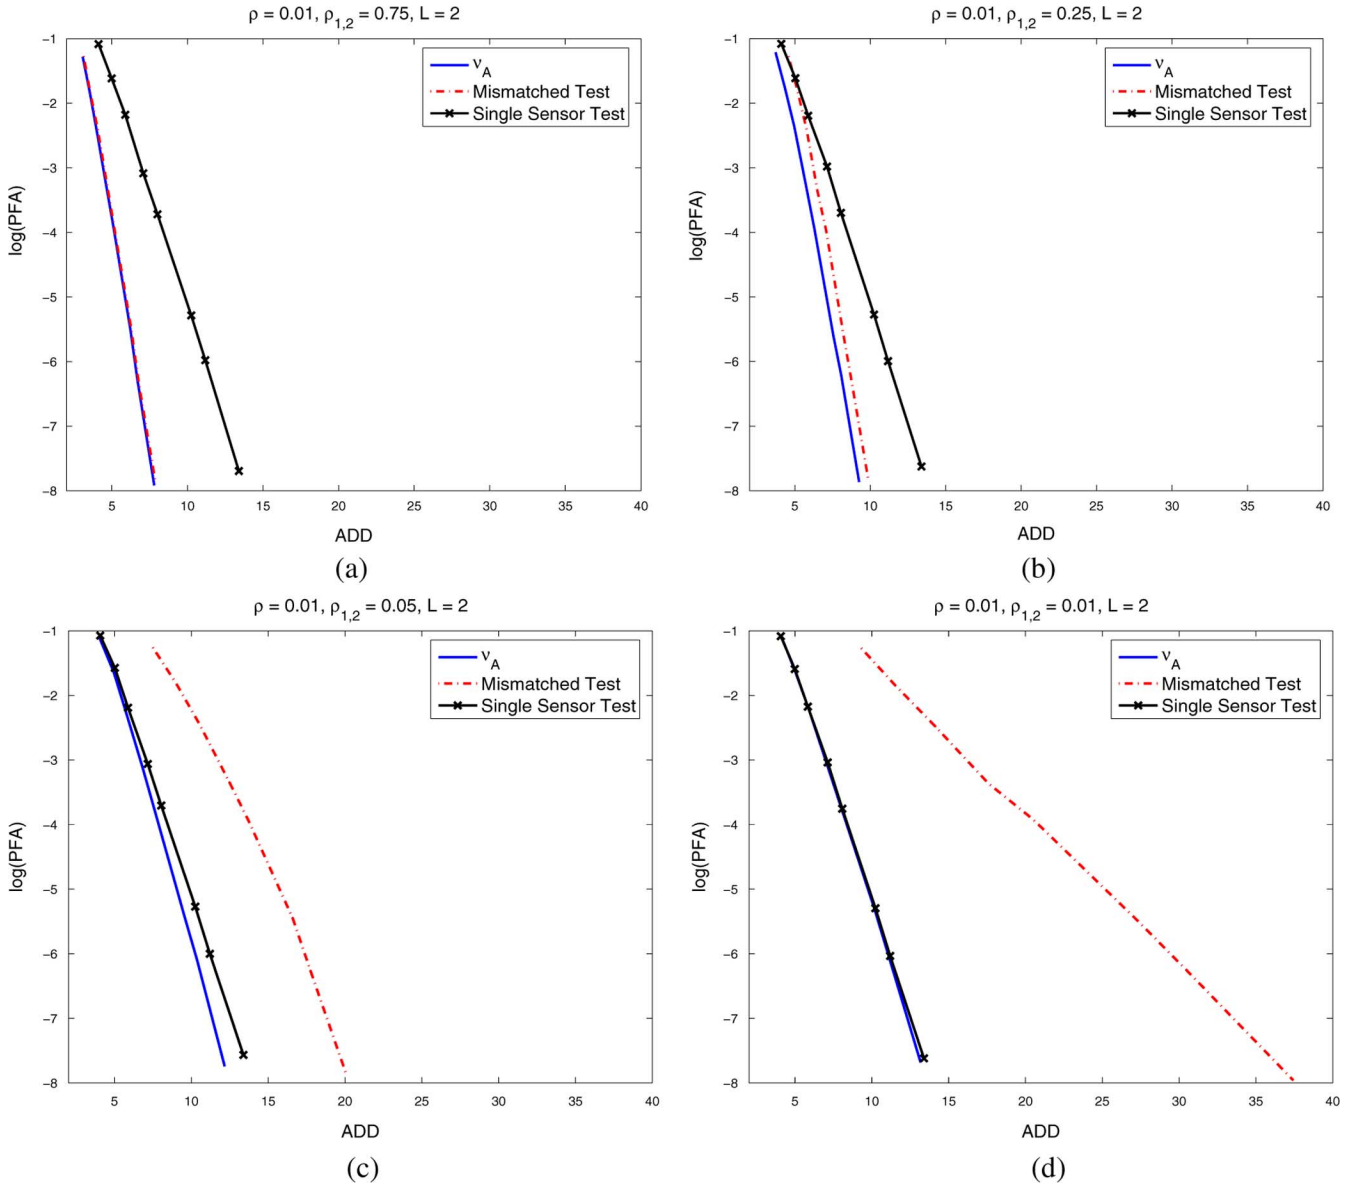 ρ = 0.01, ρ1,2 = 0.75, L = 2
−1
−2
−3
−4
−5
−6
−7
−8
log(PFA)
νA
Mismatched Test
Single Sensor Test
5 10 15 20 25 30 35 40
ADD
(a)
ρ = 0.01, ρ1,2 = 0.25, L = 2
−1
−2
−3
−4
−5
−6
−7
−8
log(PFA)
νA
Mismatched Test
Single Sensor Test
5 10 15 20 25 30 35 40
ADD
(b)
ρ = 0.01, ρ1,2 = 0.05, L = 2
−1
−2
−3
−4
−5
−6
−7
−8
log(PFA)
νA
Mismatched Test
Single Sensor Test
5 10 15 20 25 30 35 40
ADD
(c)
ρ = 0.01, ρ1,2 = 0.01, L = 2
−1
−2
−3
−4
−5
−6
−7
−8
log(PFA)
νA
Mismatched Test
Single Sensor Test
5 10 15 20 25 30 35 40
ADD
(d)